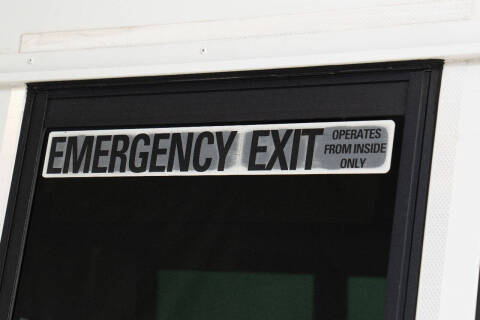 EMERGENCY EXIT
OPERATES
FROM INSIDE
ONLY